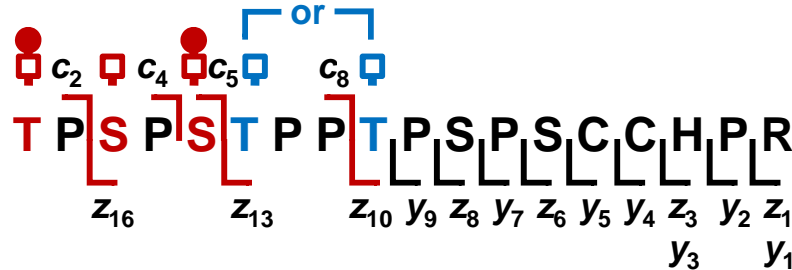 or
c2 c4 c5 c8
TPSPSTPPTPSPSCCHPR
z16 z13 z10 y9 z8 y7 z6 y5 y4 z3 y2 z1
y3 y1